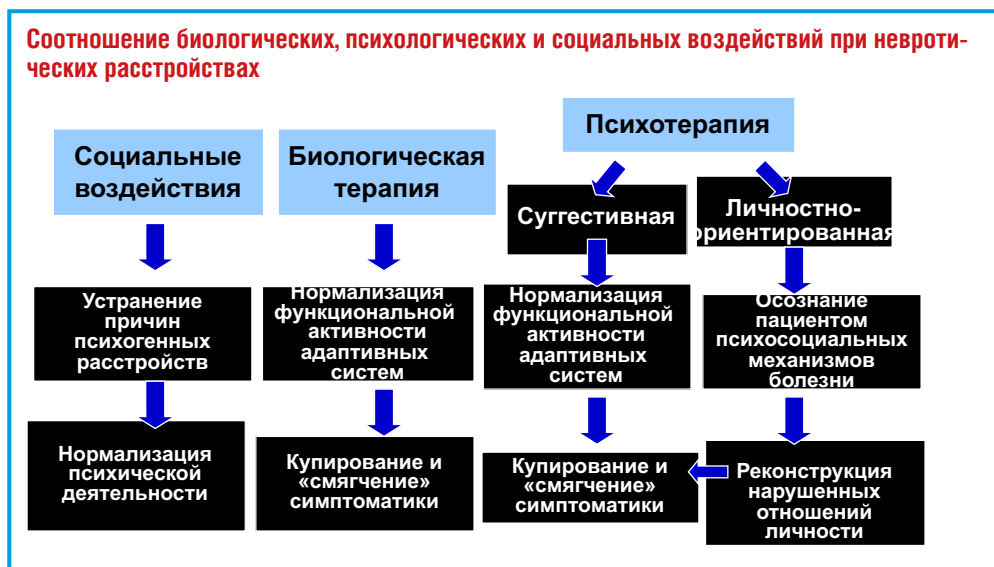 Соотношение биологических, психологических и социальных воздействий при невроти-
ческих расстройствах
Психотерапия
Социальные
воздействия
Биологическая
терапия
Суггестивная
Личностно-
ориентированная
Устранение
причин
психогенных
расстройств
Нормализация
функциональной
активности
адаптивных
систем
Нормализация
функциональной
активности
адаптивных
систем
Осознание
пациентом
психосоциальных
механизмов
болезни
Нормализация
психической
деятельности
Купирование и
«смягчение»
симптоматики
Купирование и
«смягчение»
симптоматики
Реконструкция
нарушенных
отношений
личности